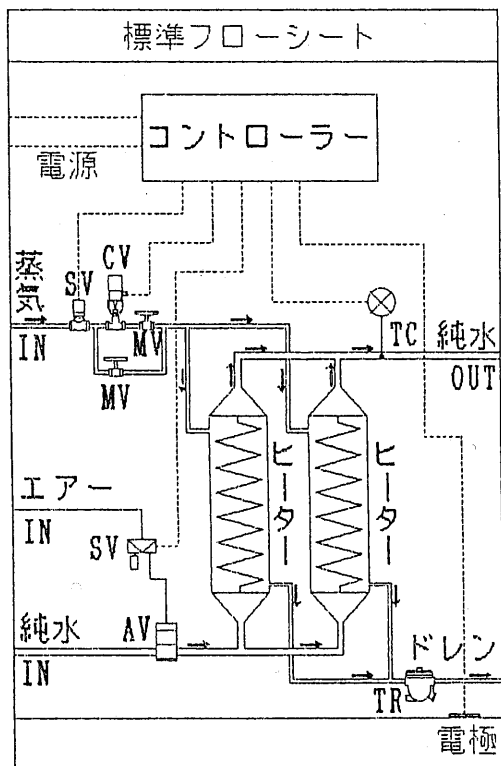 標準フローシート
コントローラー
電源
蒸気
SV
CV
IN
MV
MV
TC
純水
OUT
ヒーター
ヒーター
エアー
IN
SV
純水
AV
IN
ドレン
TR
電極